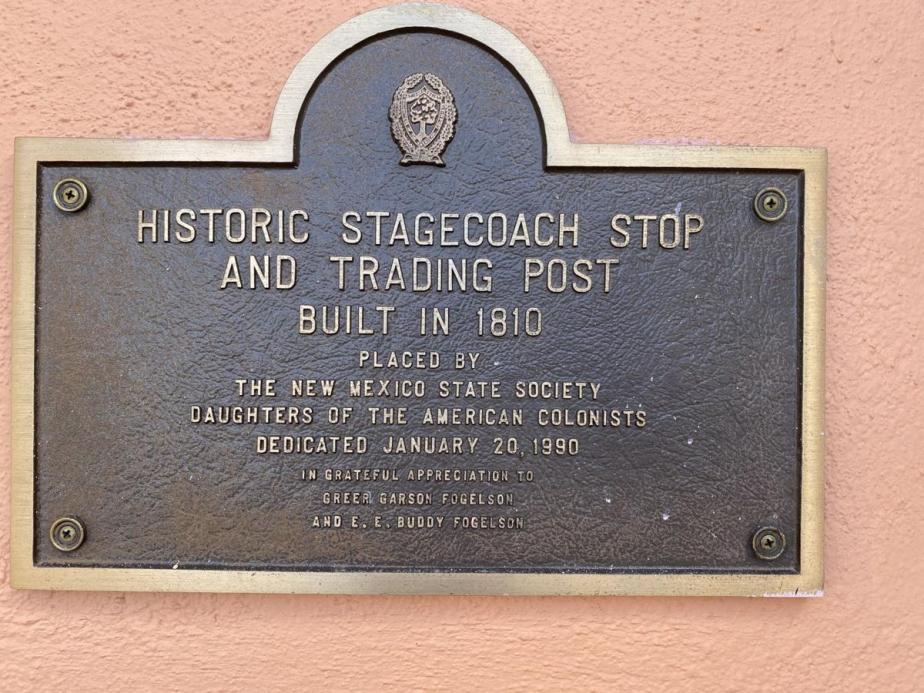 HISTORIC STAGECOACH STOP
AND TRADING POST
BUILT IN 1810
PLACED BY
THE NEW MEXICO STATE SOCIETY
DAUGHTERS OF THE AMERICAN COLONISTS
DEDICATED JANUARY 20, 1990
IN GRATEFUL APPRECIATION TO
GREER GARSON FOGELSON
AND E. E. BUDDY FOGELSON